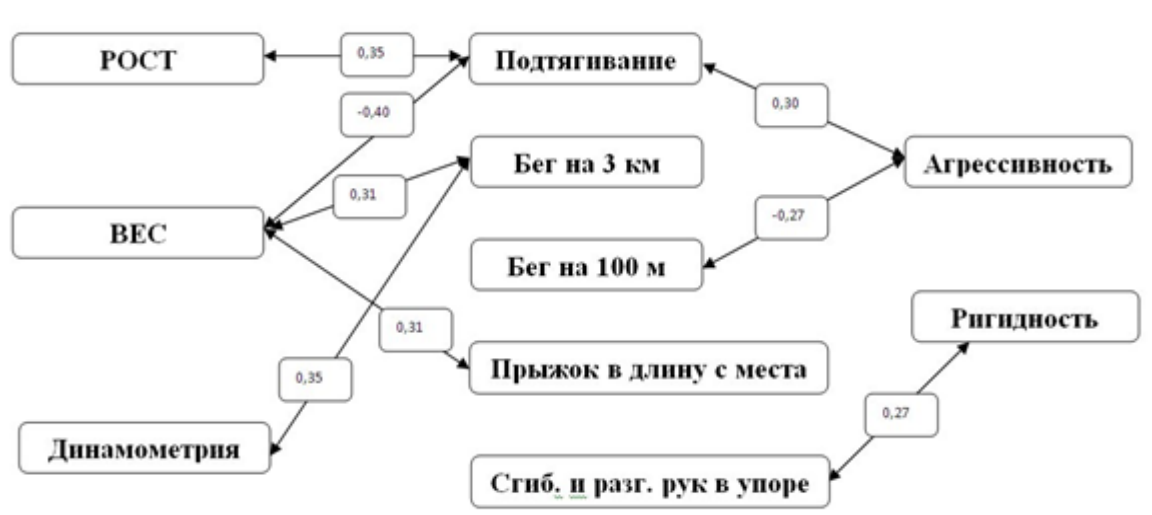 РОСТ
0,35
Подтягивание
-0,40
0,30
Бег на 3 км
Агрессивность
0,31
ВЕС
-0,27
Бег на 100 м
Ригидность
0,31
Прыжок в длину с места
0,35
0,27
Динамометрия
Сгиб. и разг. рук в упоре